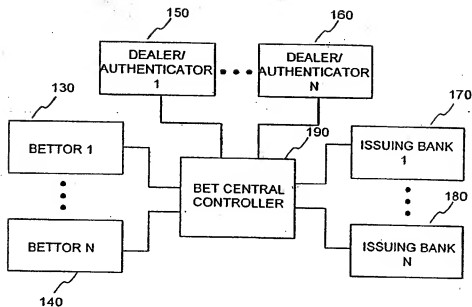 150
160
DEALER/
AUTHENTICATOR
1
DEALER/
AUTHENTICATOR
N
130
170
190
BETTOR 1
ISSUING BANK
1
BET CENTRAL
CONTROLLER
180
BETTOR N
ISSUING BANK
N
140